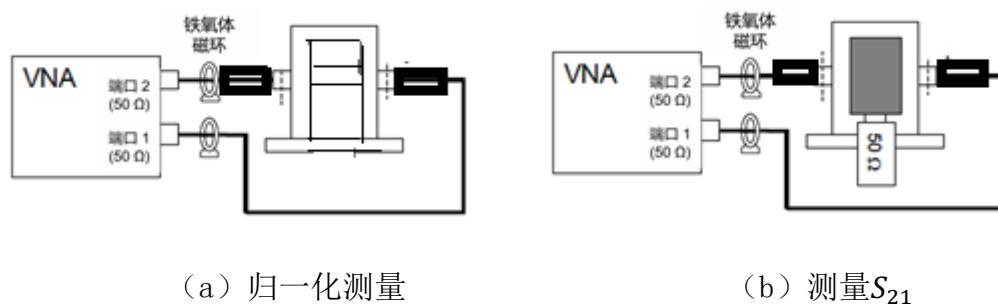 铁氧体
磁环
VNA
端口 2
(50 Ω)
端口 1
(50 Ω)
铁氧体
磁环
VNA
端口 2
(50 Ω)
端口 1
(50 Ω)
50 Ω
（a）归一化测量
（b）测量S₂₁